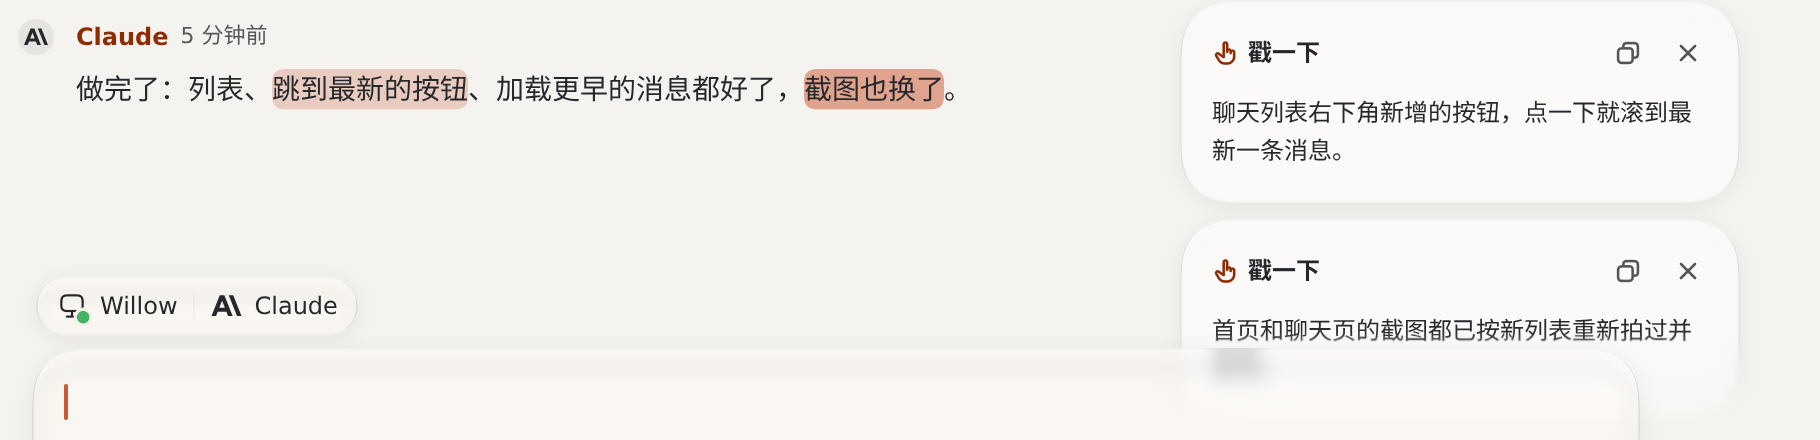 Claude 5 分钟前
做完了：列表、跳到最新的按钮、加载更早的消息都好了，截图也换了。
戳一下
聊天列表右下角新增的按钮，点一下就滚到最
新一条消息。
戳一下
首页和聊天页的截图都已按新列表重新拍过并
Willow
Claude